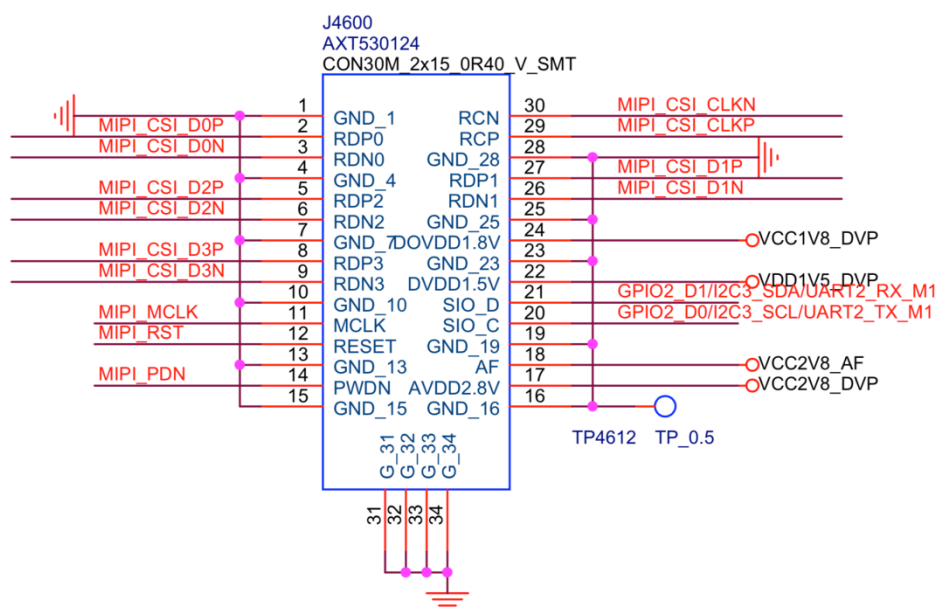 J4600
AXT530124
CON30M_2x15_0R40_V_SMT
1 GND_1 RCN 30 MIPI_CSI_CLKN
MIPI_CSI_D0P 2 RDP0 RCP 29 MIPI_CSI_CLKP
MIPI_CSI_D0N 3 RDN0 GND_28 28
4 GND_4 RDP1 27 MIPI_CSI_D1P
MIPI_CSI_D2P 5 RDP2 RDN1 26 MIPI_CSI_D1N
MIPI_CSI_D2N 6 RDN2 GND_25 25
7 GND_7 DOVDD1.8V 24 VCC1V8_DVP
MIPI_CSI_D3P 8 RDP3 GND_23 23
MIPI_CSI_D3N 9 RDN3 DVDD1.5V 22 VDD1V5_DVP
10 GND_10 SIO_D 21 GPIO2_D1/I2C3_SDA/UART2_RX_M1
MIPI_MCLK 11 MCLK SIO_C 20 GPIO2_D0/I2C3_SCL/UART2_TX_M1
MIPI_RST 12 RESET GND_19 19
13 GND_13 AF 18 VCC2V8_AF
MIPI_PDN 14 PWDN AVDD2.8V 17 VCC2V8_DVP
15 GND_15 GND_16 16
TP4612 TP_0.5
G_31 G_32 G_33 G_34
31 32 33 34